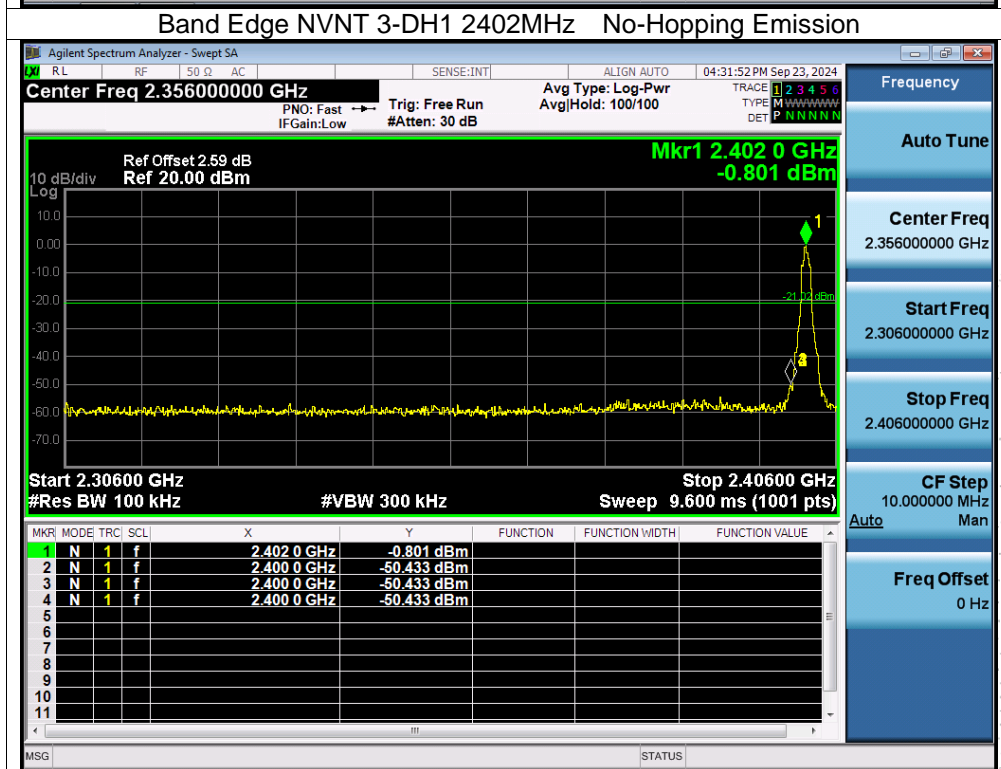 Band Edge NVNT 3-DH1 2402MHz No-Hopping Emission
Agilent Spectrum Analyzer - Swept SA
LXI RL RF 50 Ω AC SENSE:INT ALIGN AUTO 04:31:52 PM Sep 23, 2024
Center Freq 2.356000000 GHz
PNO: Fast
IFGain:Low
Trig: Free Run
#Atten: 30 dB
Avg Type: Log-Pwr
Avg|Hold: 100/100
TRACE 1 2 3 4 5 6
TYPE M WWWWW
DET P N N N N N
Frequency
Auto Tune
Center Freq
2.356000000 GHz
Start Freq
2.306000000 GHz
Stop Freq
2.406000000 GHz
CF Step
10.000000 MHz
Auto Man
Freq Offset
0 Hz
Mkr1 2.402 0 GHz
-0.801 dBm
Ref Offset 2.59 dB
10 dB/div Ref 20.00 dBm
Log
10.0
0.00
-10.0
-20.0
-30.0
-40.0
-50.0
-60.0
-70.0
1
-21.02 dBm
Start 2.30600 GHz Stop 2.40600 GHz
#Res BW 100 kHz #VBW 300 kHz Sweep 9.600 ms (1001 pts)
MKR MODE TRC SCL X Y FUNCTION FUNCTION WIDTH FUNCTION VALUE
1 N 1 f 2.402 0 GHz -0.801 dBm
2 N 1 f 2.400 0 GHz -50.433 dBm
3 N 1 f 2.400 0 GHz -50.433 dBm
4 N 1 f 2.400 0 GHz -50.433 dBm
5
6
7
8
9
10
11
MSG STATUS